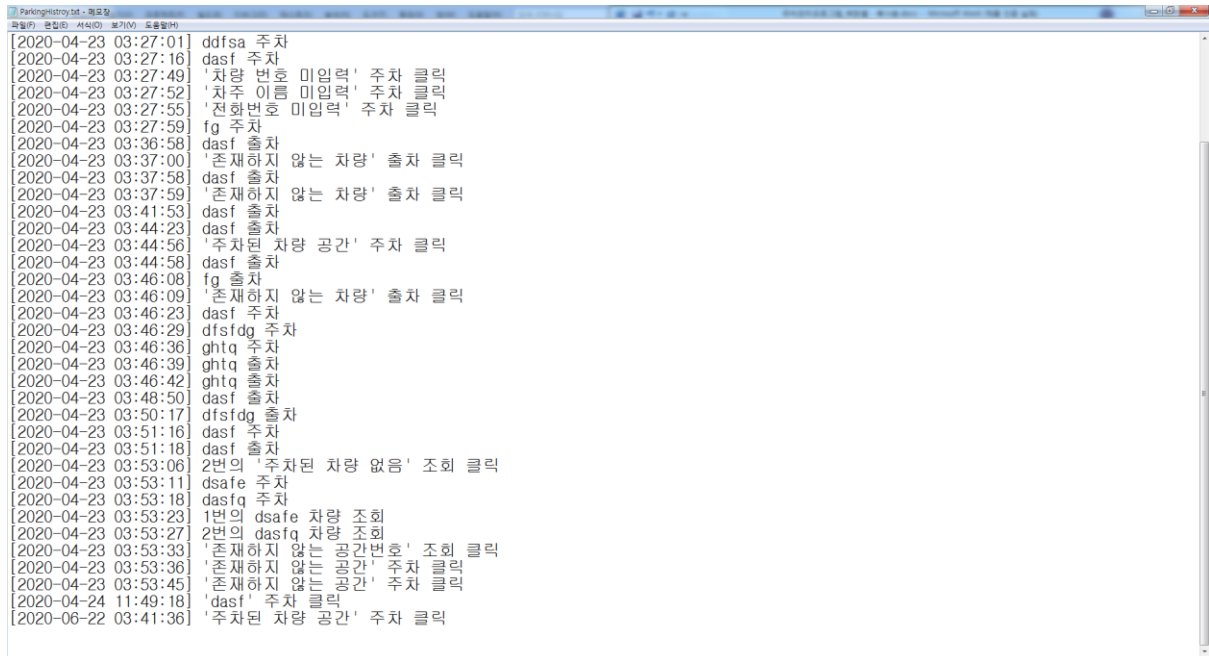 ParkingHistroy.txt - 메모장
파일(F) 편집(E) 서식(O) 보기(V) 도움말(H)
[2020-04-23 03:27:01] ddfsa 주차
[2020-04-23 03:27:16] dasf 주차
[2020-04-23 03:27:49] '차량 번호 미입력' 주차 클릭
[2020-04-23 03:27:52] '차주 이름 미입력' 주차 클릭
[2020-04-23 03:27:55] '전화번호 미입력' 주차 클릭
[2020-04-23 03:27:59] fg 주차
[2020-04-23 03:36:58] dasf 출차
[2020-04-23 03:37:00] '존재하지 않는 차량' 출차 클릭
[2020-04-23 03:37:58] dasf 출차
[2020-04-23 03:37:59] '존재하지 않는 차량' 출차 클릭
[2020-04-23 03:41:53] dasf 출차
[2020-04-23 03:44:23] dasf 출차
[2020-04-23 03:44:56] '주차된 차량 공간' 주차 클릭
[2020-04-23 03:44:58] dasf 출차
[2020-04-23 03:46:08] fg 출차
[2020-04-23 03:46:09] '존재하지 않는 차량' 출차 클릭
[2020-04-23 03:46:23] dasf 주차
[2020-04-23 03:46:29] dfsfdg 주차
[2020-04-23 03:46:36] ghtq 주차
[2020-04-23 03:46:39] ghtq 출차
[2020-04-23 03:46:42] ghtq 출차
[2020-04-23 03:48:50] dasf 출차
[2020-04-23 03:50:17] dfsfdg 출차
[2020-04-23 03:51:16] dasf 주차
[2020-04-23 03:51:18] dasf 출차
[2020-04-23 03:53:06] 2번의 '주차된 차량 없음' 조회 클릭
[2020-04-23 03:53:11] dsafe 주차
[2020-04-23 03:53:18] dasfq 주차
[2020-04-23 03:53:23] 1번의 dsafe 차량 조회
[2020-04-23 03:53:27] 2번의 dasfq 차량 조회
[2020-04-23 03:53:33] '존재하지 않는 공간번호' 조회 클릭
[2020-04-23 03:53:36] '존재하지 않는 공간' 주차 클릭
[2020-04-23 03:53:45] '존재하지 않는 공간' 주차 클릭
[2020-04-24 11:49:18] 'dasf' 주차 클릭
[2020-06-22 03:41:36] '주차된 차량 공간' 주차 클릭